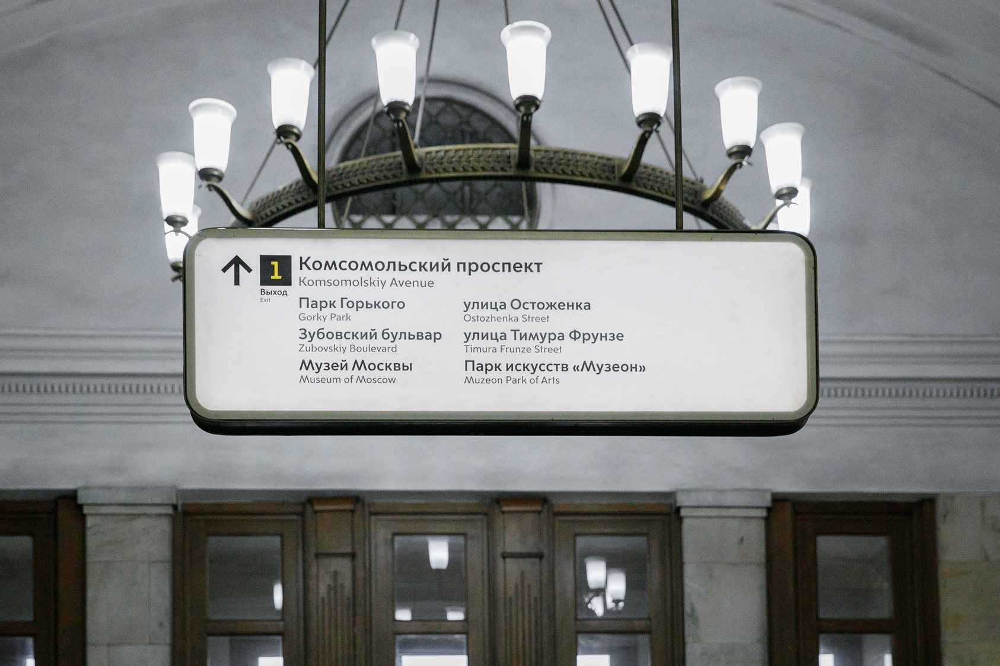 1 Комсомольский проспект
Komsomolskiy Avenue
Выход
Exit
Парк Горького
Gorky Park
Зубовский бульвар
Zubovskiy Boulevard
Музей Москвы
Museum of Moscow
улица Остоженка
Ostozhenka Street
улица Тимура Фрунзе
Timura Frunze Street
Парк искусств «Музеон»
Muzeon Park of Arts